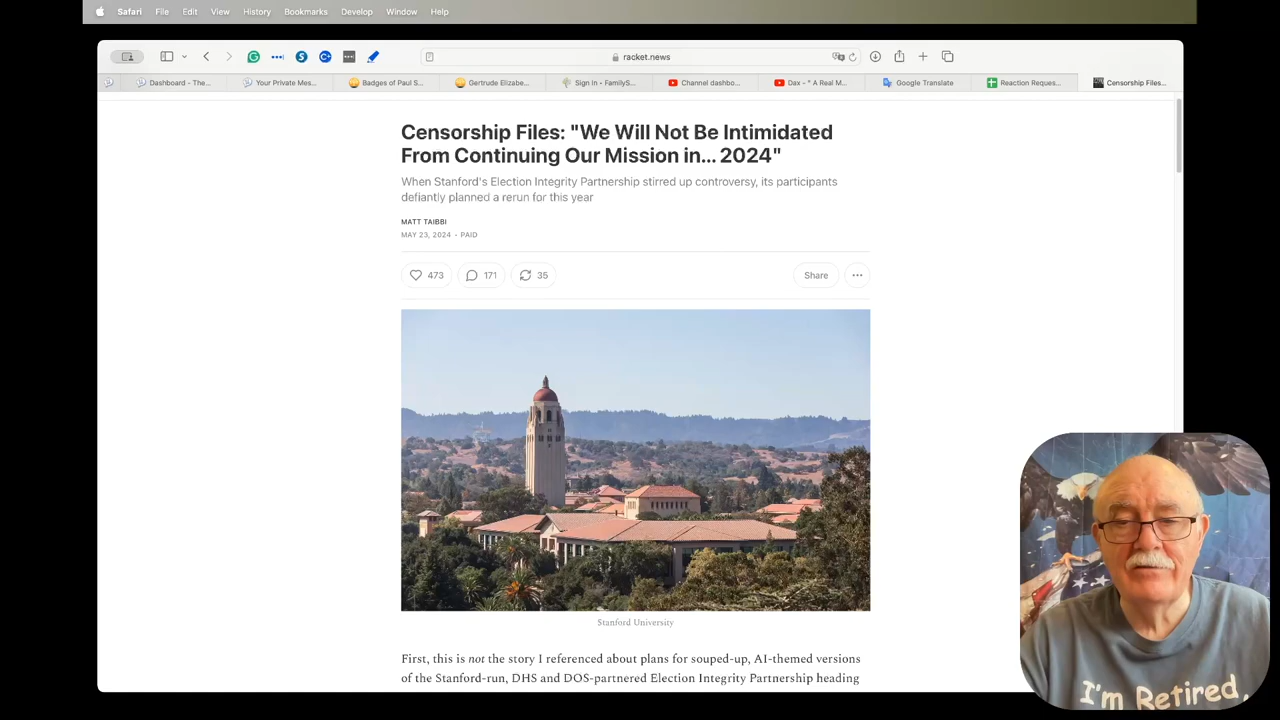 Safari File Edit View History Bookmarks Develop Window Help
racket.news
Dashboard - The...
Your Private Mes...
Badges of Paul S...
Gertrude Elizabe...
Sign In • FamilyS...
Channel dashbo...
Dax - " A Real M...
Google Translate
Reaction Reques...
Censorship Files...
Censorship Files: "We Will Not Be Intimidated
From Continuing Our Mission in... 2024"
When Stanford's Election Integrity Partnership stirred up controversy, its participants
defiantly planned a rerun for this year
MATT TAIBBI
MAY 23, 2024 • PAID
473 171 35 Share
Stanford University
First, this is not the story I referenced about plans for souped-up, AI-themed versions
of the Stanford-run, DHS and DOS-partnered Election Integrity Partnership heading
I'm Retired,